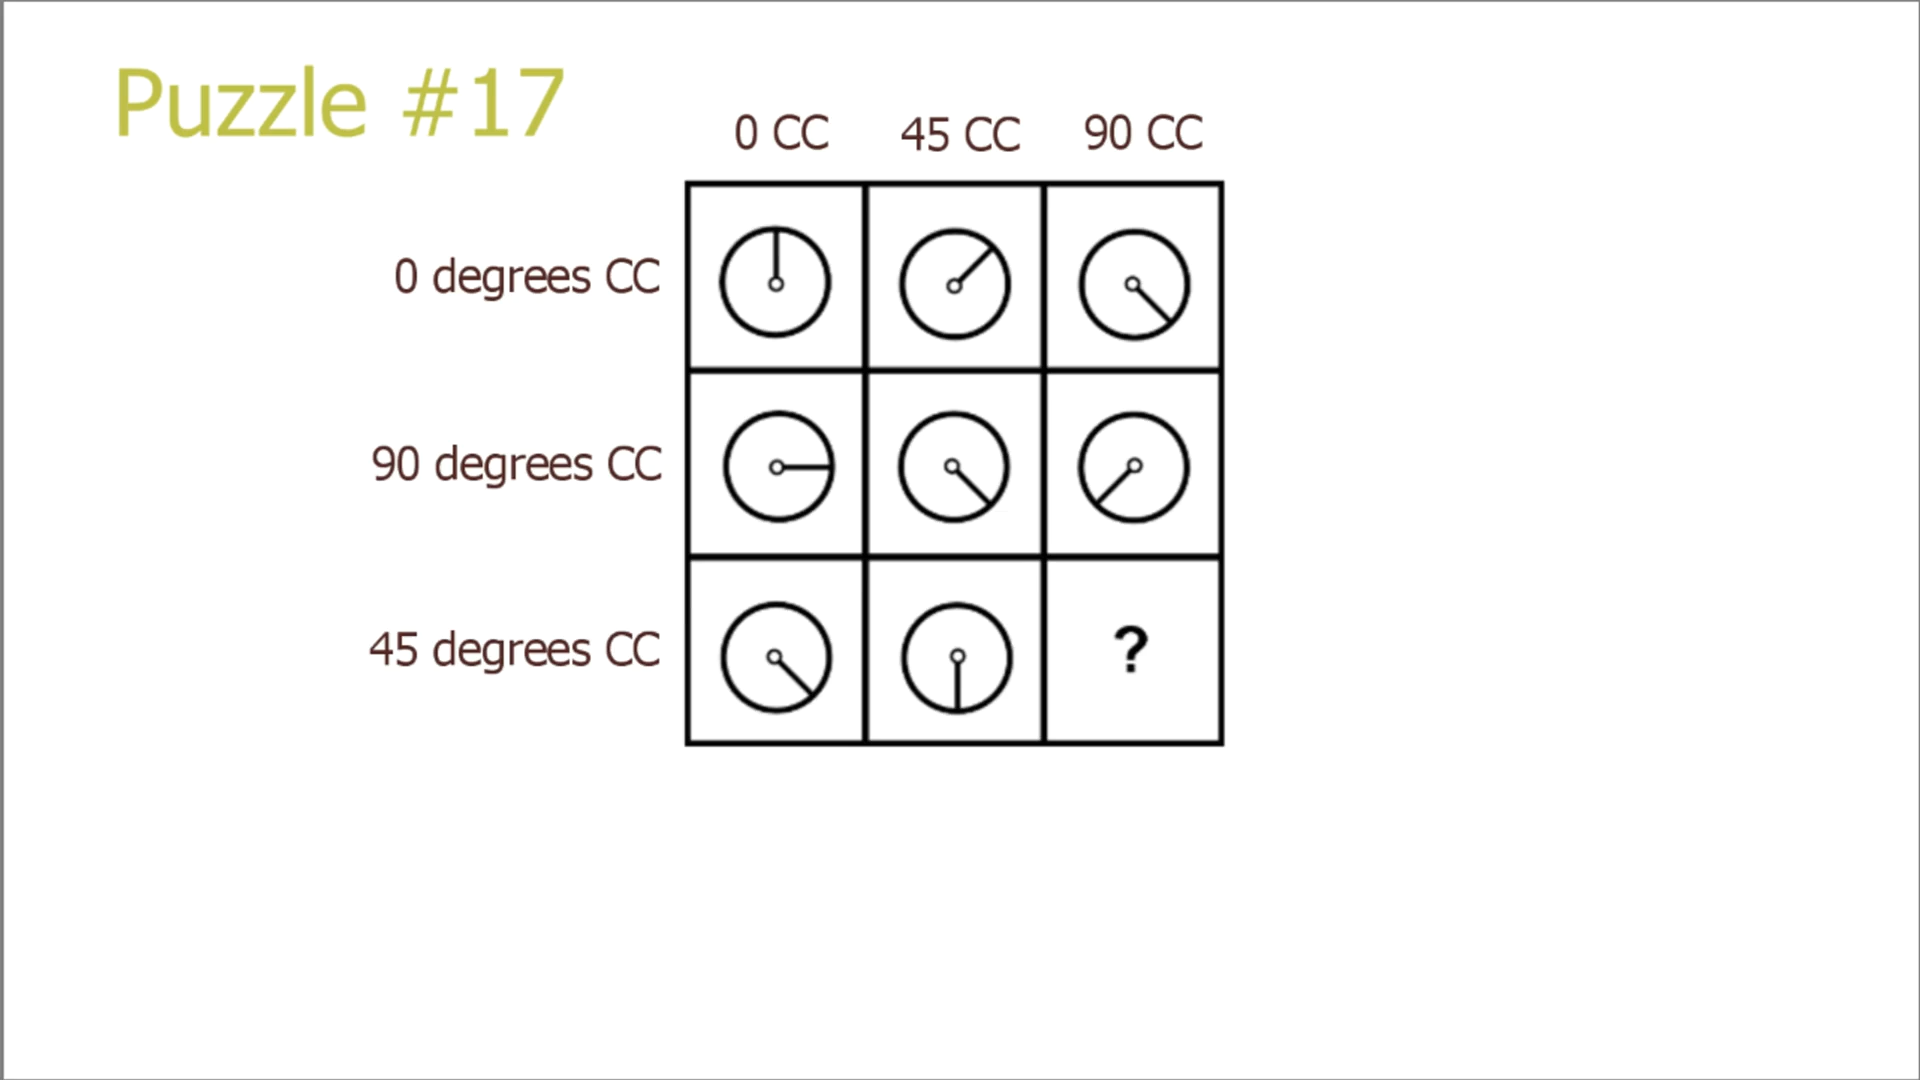 Puzzle #17
0 CC 45 CC 90 CC
0 degrees CC
90 degrees CC
45 degrees CC
?